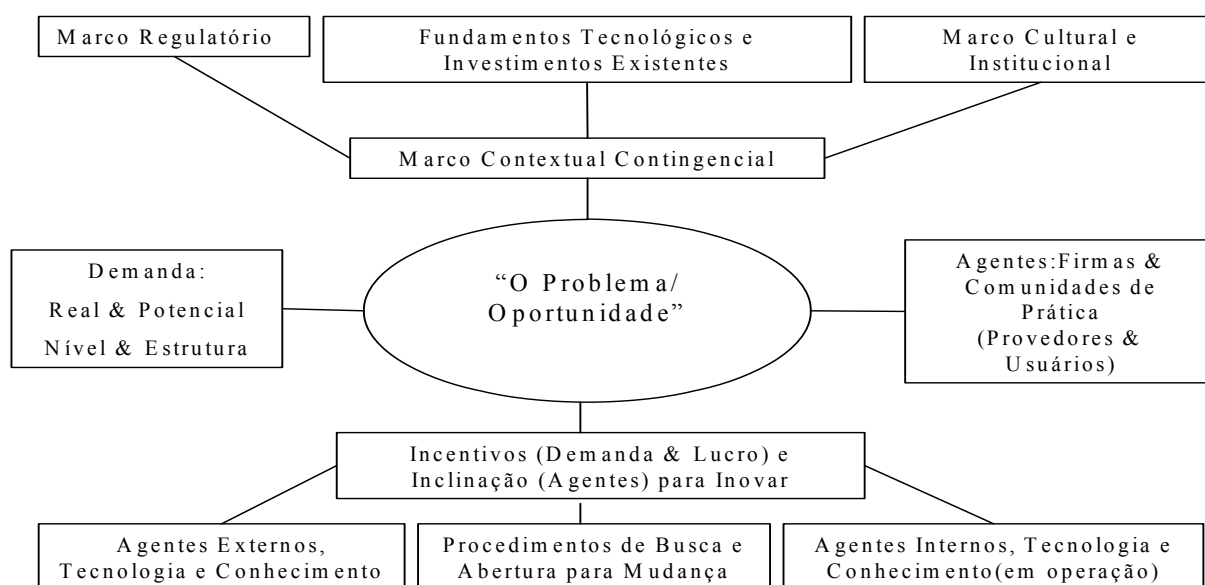 Marco Regulatório
Fundamentos Tecnológicos e
Investimentos Existentes
Marco Cultural e
Institucional
Marco Contextual Contingencial
Demanda:
Real & Potencial
Nível & Estrutura
“O Problema/
Oportunidade”
Agentes:Firmas &
Comunidades de
Prática
(Provedores &
Usuários)
Incentivos (Demanda & Lucro) e
Inclinação (Agentes) para Inovar
Agentes Externos,
Tecnologia e Conhecimento
Procedimentos de Busca e
Abertura para Mudança
Agentes Internos, Tecnologia e
Conhecimento(em operação)